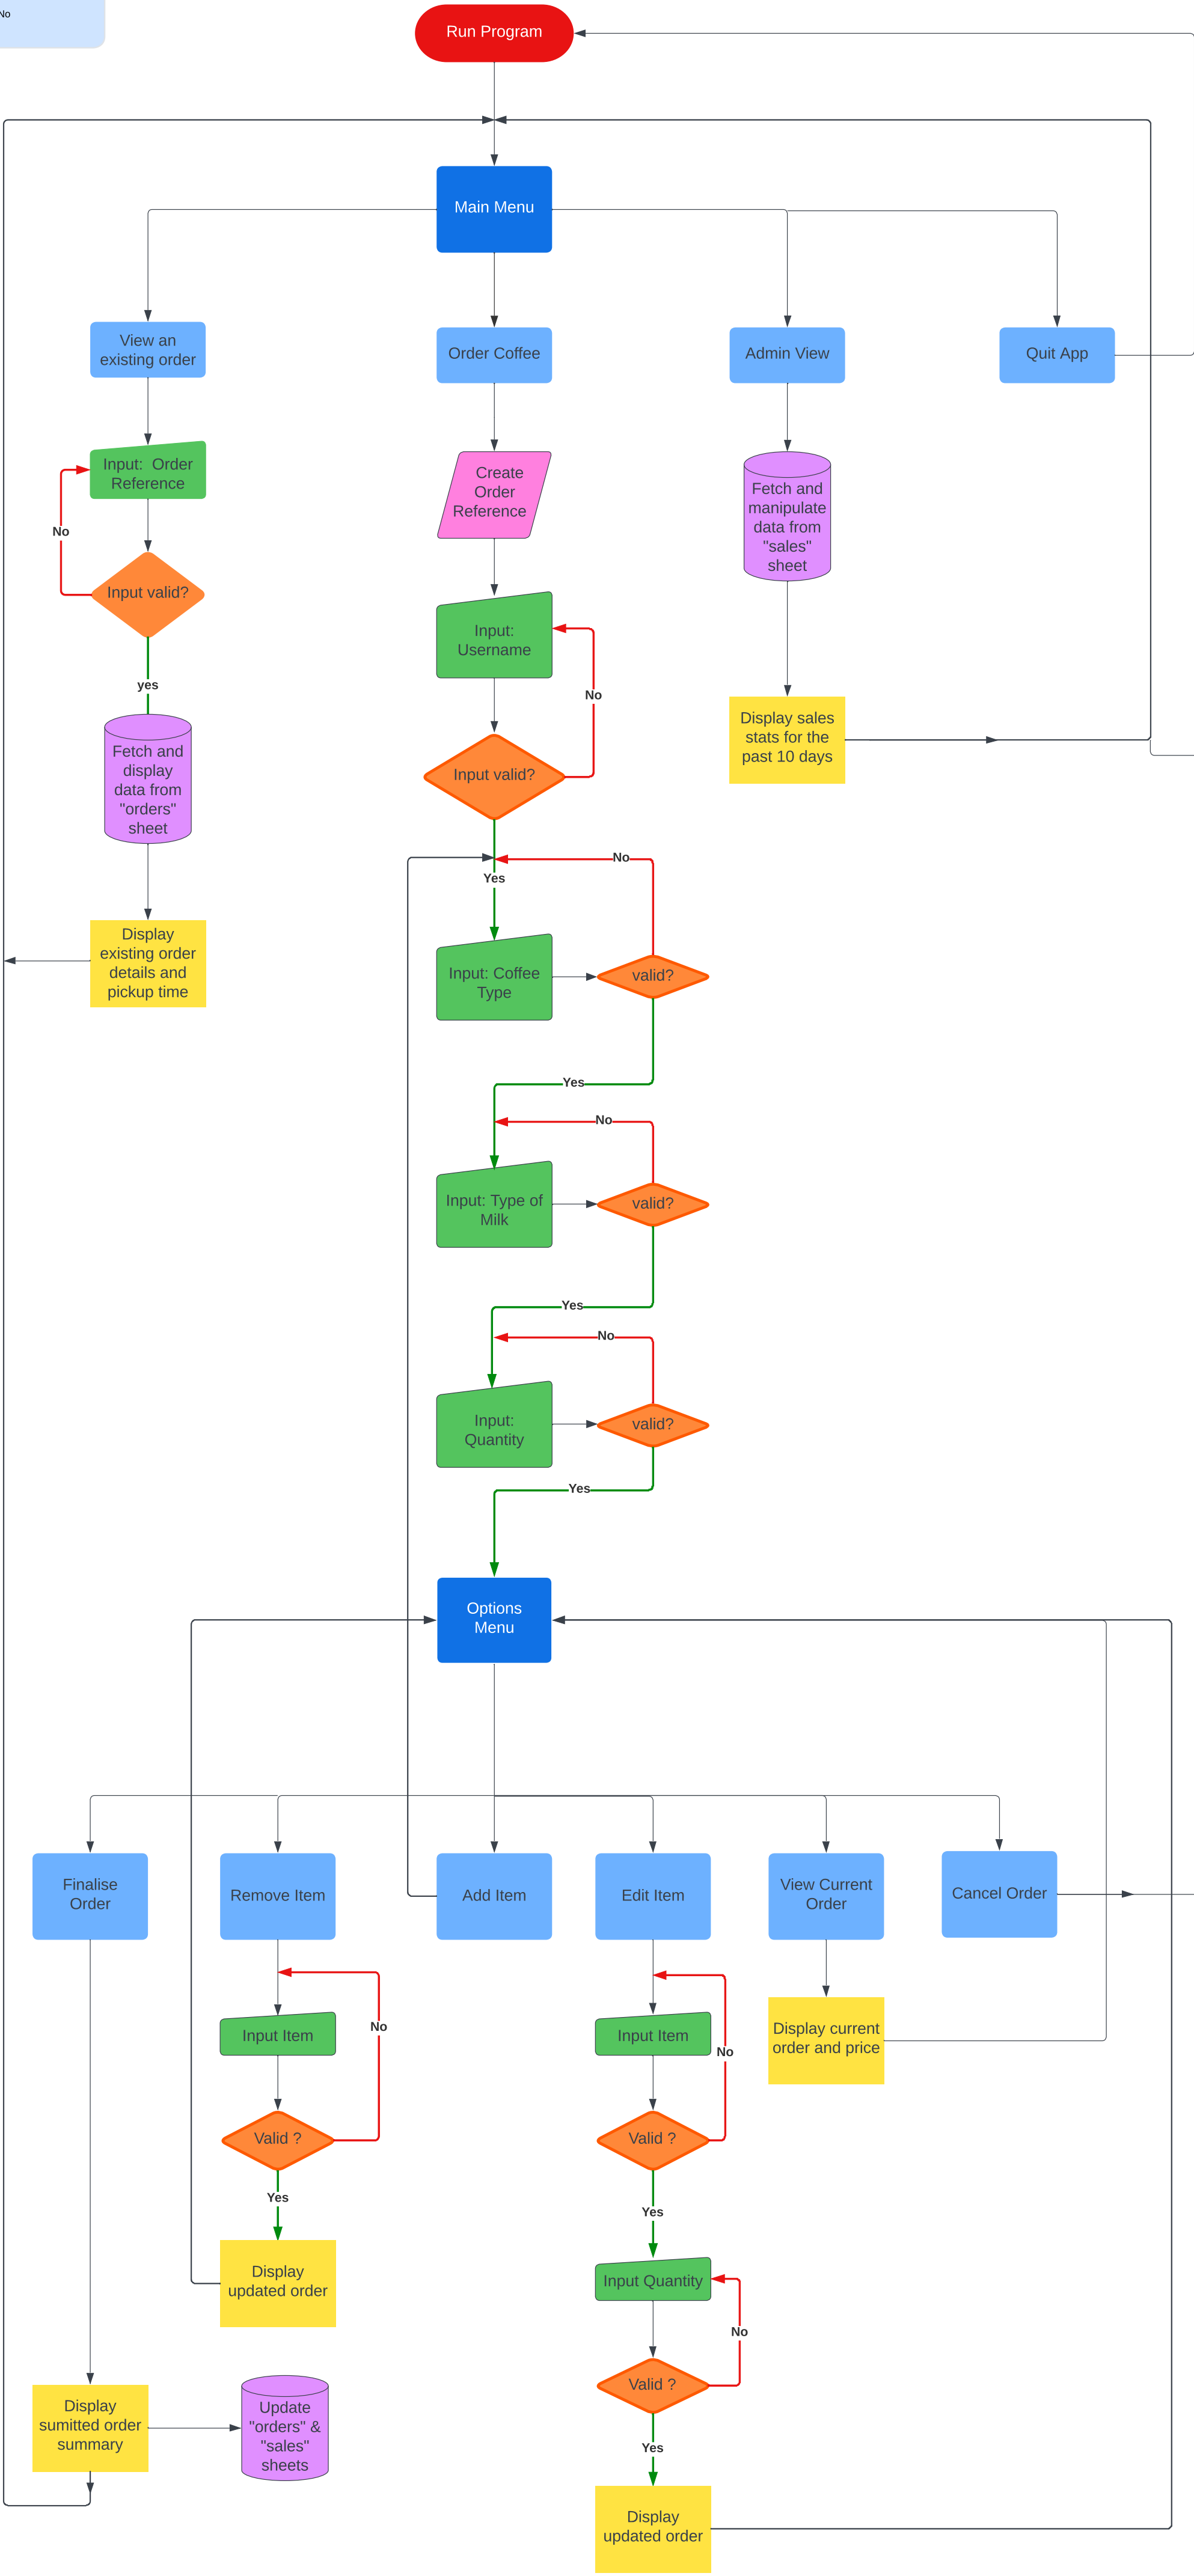 No
Run Program
Main Menu
View an
existing order
Order Coffee
Admin View
Quit App
Input:  Order
Reference
Create
Order
Reference
Fetch and
manipulate
data from
"sales"
sheet
No
Input valid?
Input:
Username
yes
No
Display sales
stats for the
past 10 days
Fetch and
display
data from
"orders"
sheet
Input valid?
No
Yes
Display
existing order
details and
pickup time
Input: Coffee
Type
valid?
Yes
No
Input: Type of
Milk
valid?
Yes
No
Input:
Quantity
valid?
Yes
Options
Menu
Finalise
Order
Remove Item
Add Item
Edit Item
View Current
Order
Cancel Order
Input Item
No
Input Item
No
Display current
order and price
Valid ?
Valid ?
Yes
Yes
Display
updated order
Input Quantity
No
Valid ?
Display
sumitted order
summary
Update
"orders" &
"sales"
sheets
Yes
Display
updated order